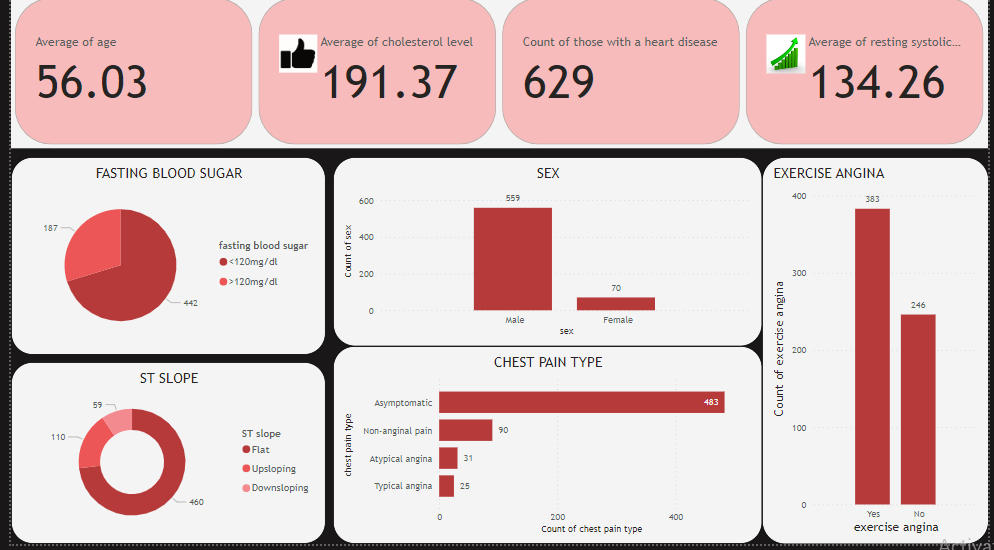 Average of age
56.03
Average of cholesterol level
191.37
Count of those with a heart disease
629
Average of resting systolic...
134.26
FASTING BLOOD SUGAR
187
442
fasting blood sugar
<120mg/dl
>120mg/dl
SEX
Count of sex
600
400
200
0
559
70
Male
Female
sex
EXERCISE ANGINA
Count of exercise angina
400
300
200
100
0
383
246
Yes
No
exercise angina
ST SLOPE
59
110
460
ST slope
Flat
Upsloping
Downsloping
CHEST PAIN TYPE
chest pain type
Asymptomatic
483
Non-anginal pain
90
Atypical angina
31
Typical angina
25
0
200
400
Count of chest pain type